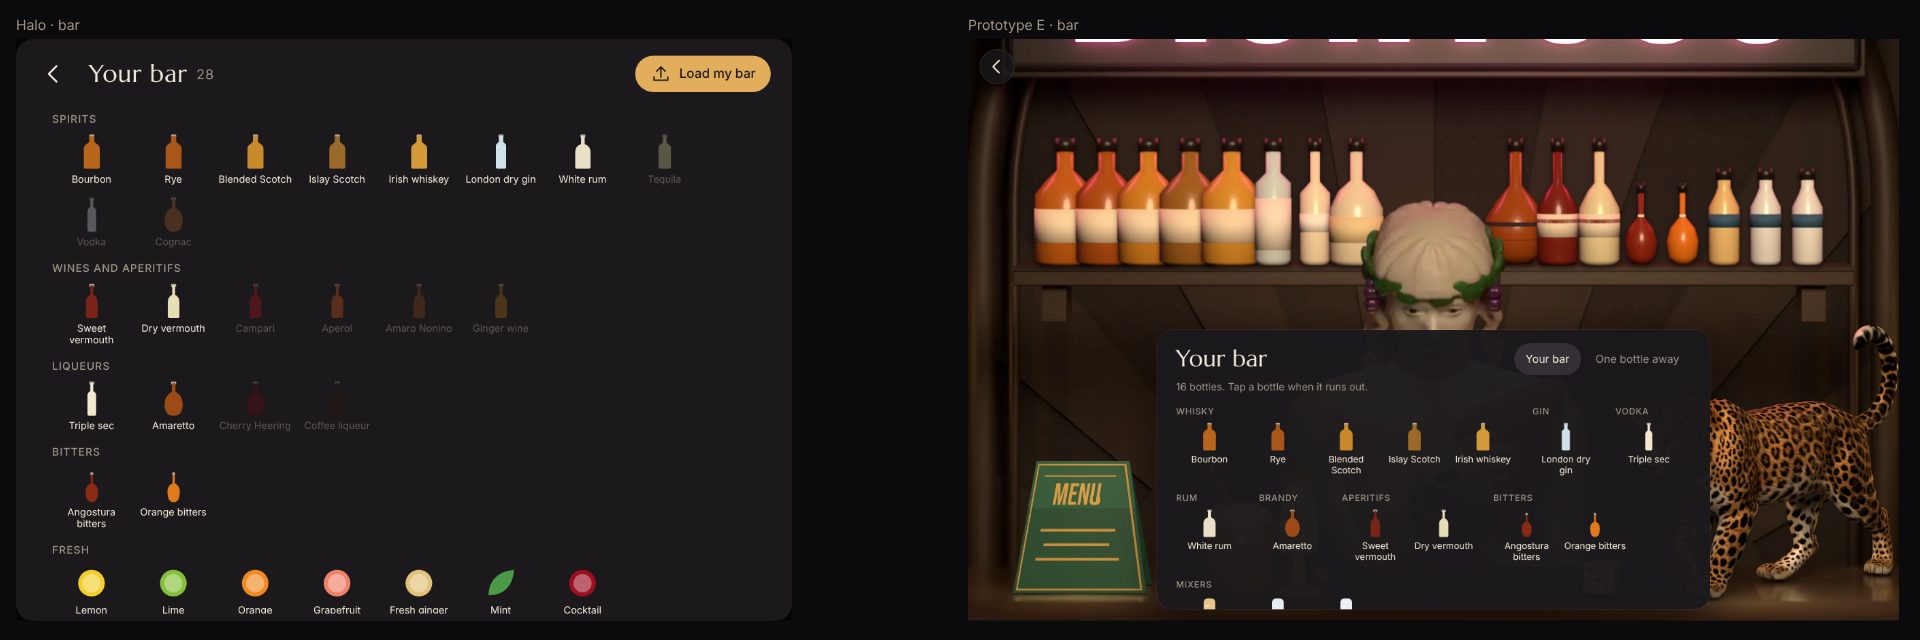 Halo · bar
Your bar 28
Load my bar
SPIRITS
Bourbon
Rye
Blended Scotch
Islay Scotch
Irish whiskey
London dry gin
White rum
Tequila
Vodka
Cognac
WINES AND APERITIFS
Sweet
vermouth
Dry vermouth
Campari
Aperol
Amaro Nonino
Ginger wine
LIQUEURS
Triple sec
Amaretto
Cherry Heering
Coffee liqueur
BITTERS
Angostura
bitters
Orange bitters
FRESH
Lemon
Lime
Orange
Grapefruit
Fresh ginger
Mint
Cocktail
Prototype E · bar
MENU
Your bar
Your bar
One bottle away
16 bottles. Tap a bottle when it runs out.
WHISKY
Bourbon
Rye
Blended
Scotch
Islay Scotch
Irish whiskey
GIN
London dry
gin
VODKA
Triple sec
RUM
White rum
BRANDY
Amaretto
APERITIFS
Sweet
vermouth
Dry vermouth
BITTERS
Angostura
bitters
Orange bitters
MIXERS